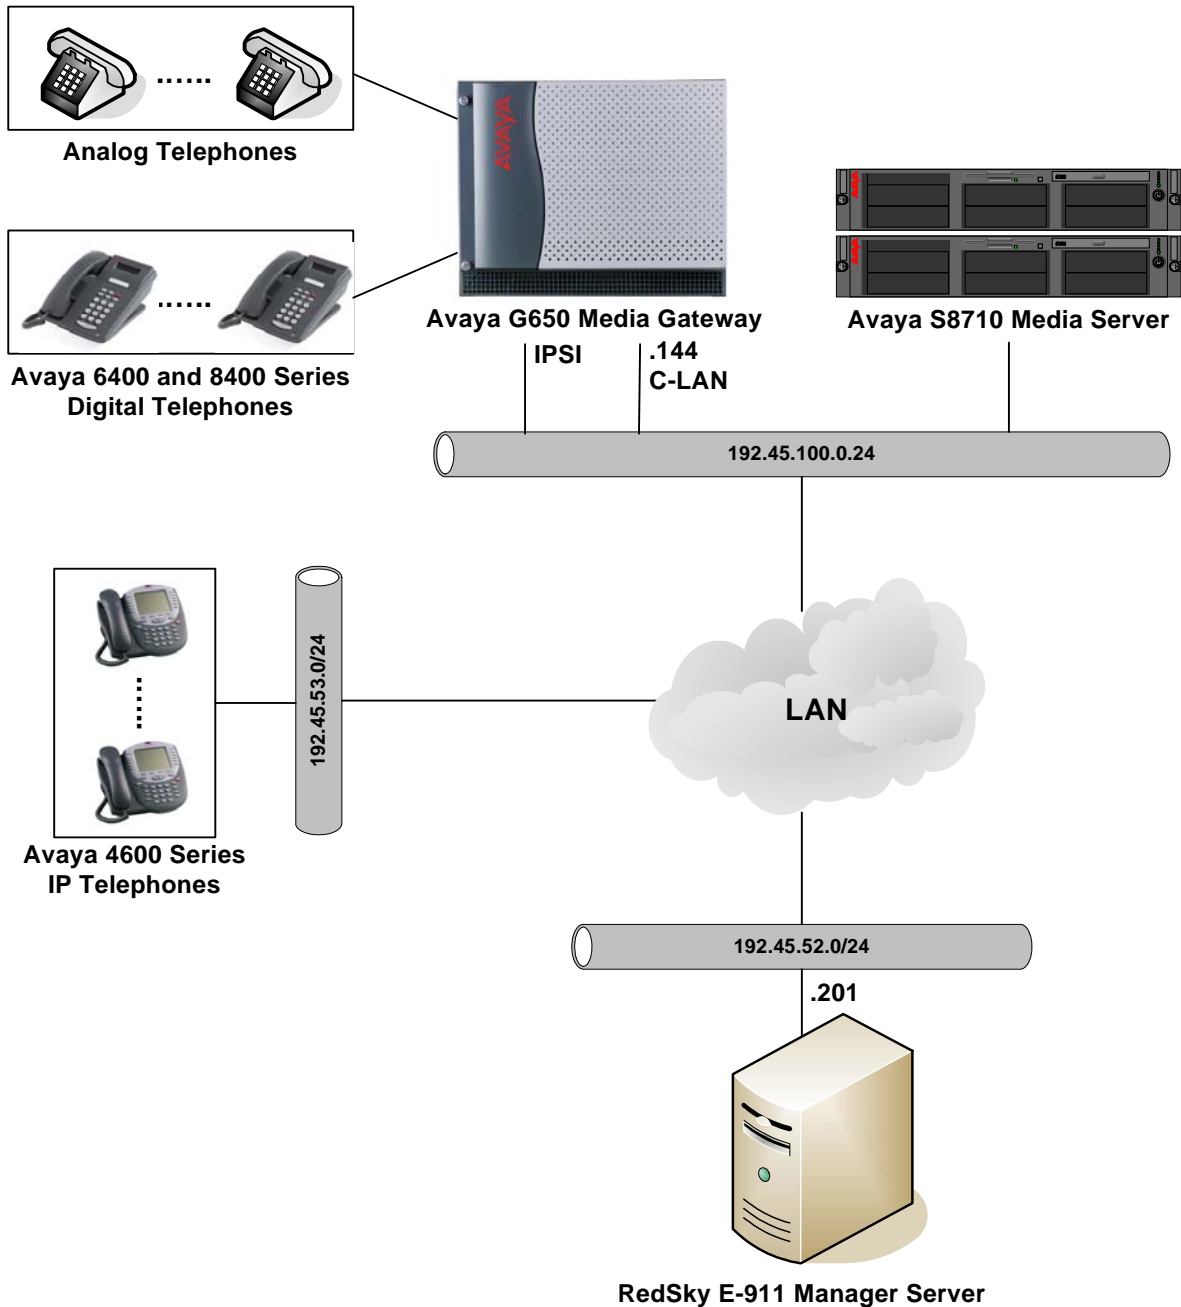 Analog Telephones
AVAYA
Avaya 6400 and 8400 Series
Digital Telephones
Avaya G650 Media Gateway
IPSI
.144
C-LAN
AVAYA
AVAYA
Avaya S8710 Media Server
192.45.100.0.24
192.45.53.0/24
LAN
Avaya 4600 Series
IP Telephones
192.45.52.0/24
.201
RedSky E-911 Manager Server